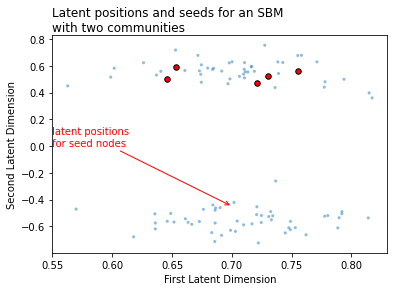 Latent positions and seeds for an SBM
with two communities
Second Latent Dimension
0.8
0.6
0.4
0.2
0.0
−0.2
−0.4
−0.6
latent positions
for seed nodes
0.55
0.60
0.65
0.70
0.75
0.80
First Latent Dimension